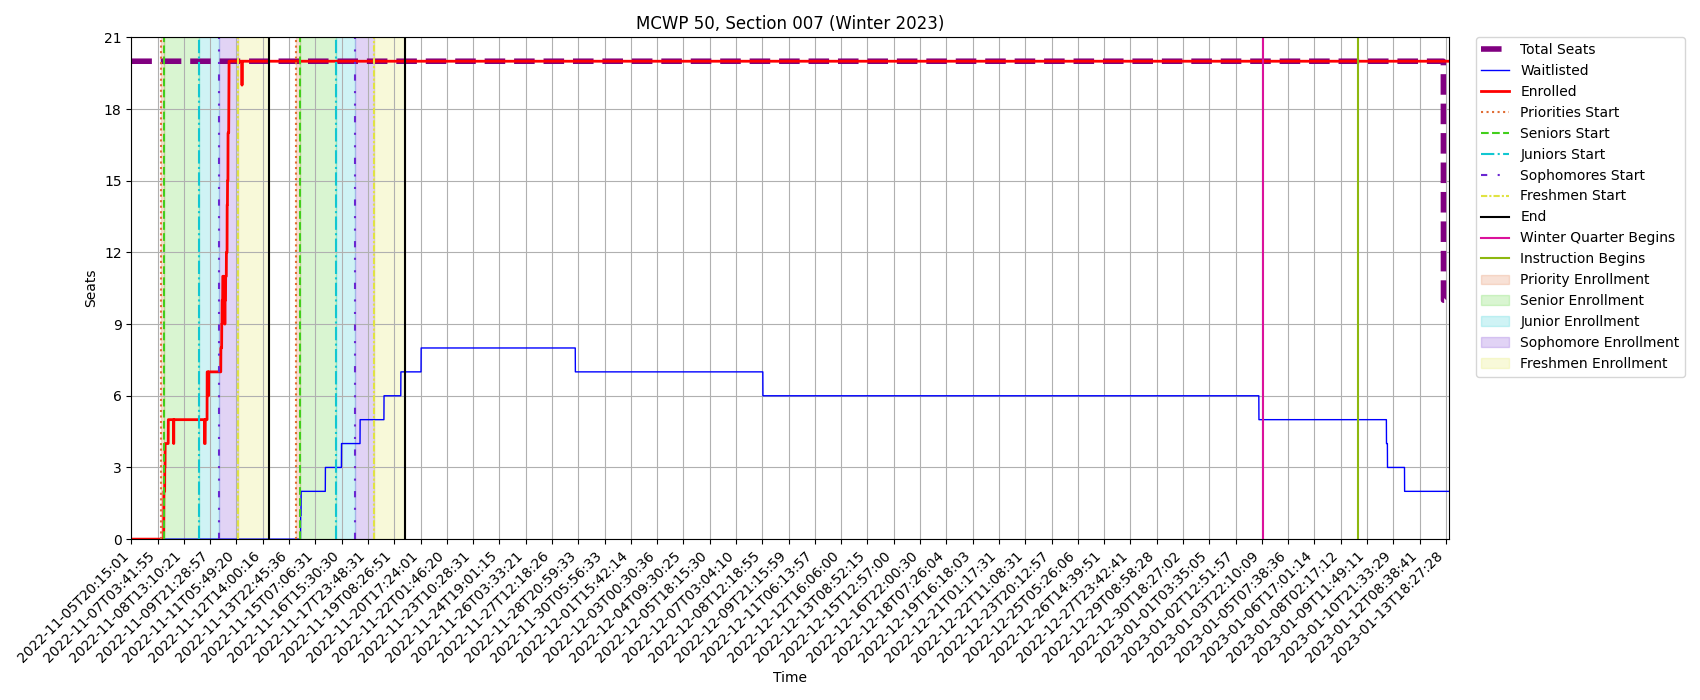 MCWP 50, Section 007 (Winter 2023)
Seats
21
18
15
12
9
6
3
0
2022-11-05T20:15:01
2022-11-07T03:41:55
2022-11-08T13:10:21
2022-11-09T21:28:57
2022-11-11T05:49:20
2022-11-12T14:00:16
2022-11-13T22:45:36
2022-11-15T07:06:31
2022-11-16T15:30:30
2022-11-17T23:48:31
2022-11-19T08:26:51
2022-11-20T17:24:01
2022-11-22T01:46:20
2022-11-23T10:28:31
2022-11-24T19:01:15
2022-11-26T03:33:21
2022-11-27T12:18:26
2022-11-28T20:59:33
2022-11-30T05:56:33
2022-12-01T15:42:14
2022-12-03T00:30:36
2022-12-04T09:30:25
2022-12-05T18:15:30
2022-12-07T03:04:10
2022-12-08T12:18:55
2022-12-09T21:15:59
2022-12-11T06:13:57
2022-12-12T16:06:00
2022-12-13T08:52:15
2022-12-15T12:57:00
2022-12-16T22:00:30
2022-12-18T07:26:04
2022-12-19T16:18:03
2022-12-21T01:17:31
2022-12-22T11:08:31
2022-12-23T20:12:57
2022-12-25T05:26:06
2022-12-26T14:39:51
2022-12-27T23:42:41
2022-12-29T08:58:28
2022-12-30T18:27:02
2023-01-01T03:35:05
2023-01-02T12:51:57
2023-01-03T22:10:09
2023-01-05T07:38:36
2023-01-06T17:01:14
2023-01-08T02:17:12
2023-01-09T11:49:11
2023-01-10T21:33:29
2023-01-12T08:38:41
2023-01-13T18:27:28
Time
Total Seats
Waitlisted
Enrolled
Priorities Start
Seniors Start
Juniors Start
Sophomores Start
Freshmen Start
End
Winter Quarter Begins
Instruction Begins
Priority Enrollment
Senior Enrollment
Junior Enrollment
Sophomore Enrollment
Freshmen Enrollment